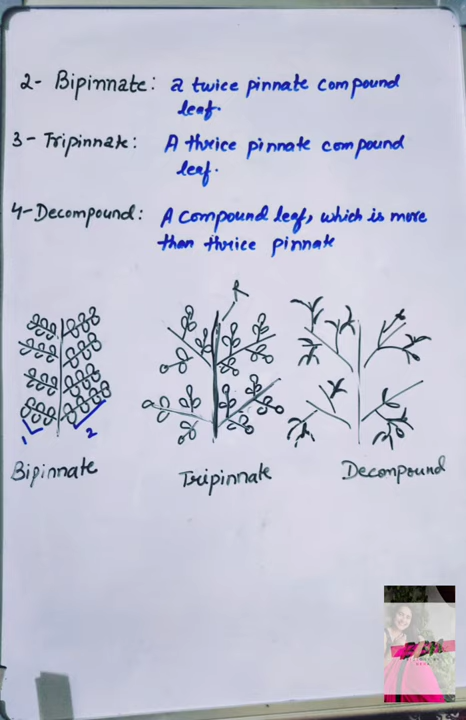 2- Bipinnate: a twice pinnate compound
leaf.
3- Tripinnate: A thrice pinnate compound
leaf.
4-Decompound: A compound leaf, which is more
than thrice pinnate
R
1 2
Bipinnate Tripinnate Decompound